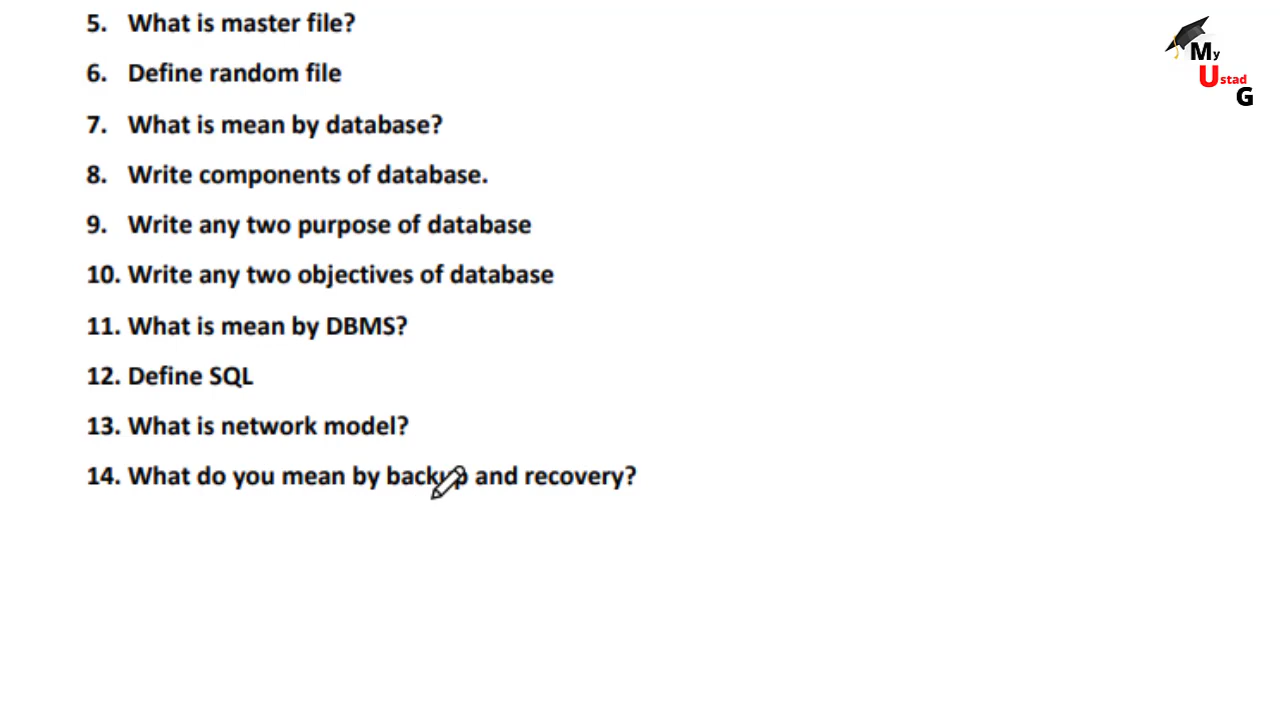 5. What is master file?
6. Define random file
7. What is mean by database?
8. Write components of database.
9. Write any two purpose of database
10. Write any two objectives of database
11. What is mean by DBMS?
12. Define SQL
13. What is network model?
14. What do you mean by backup and recovery?
My
Ustad
G